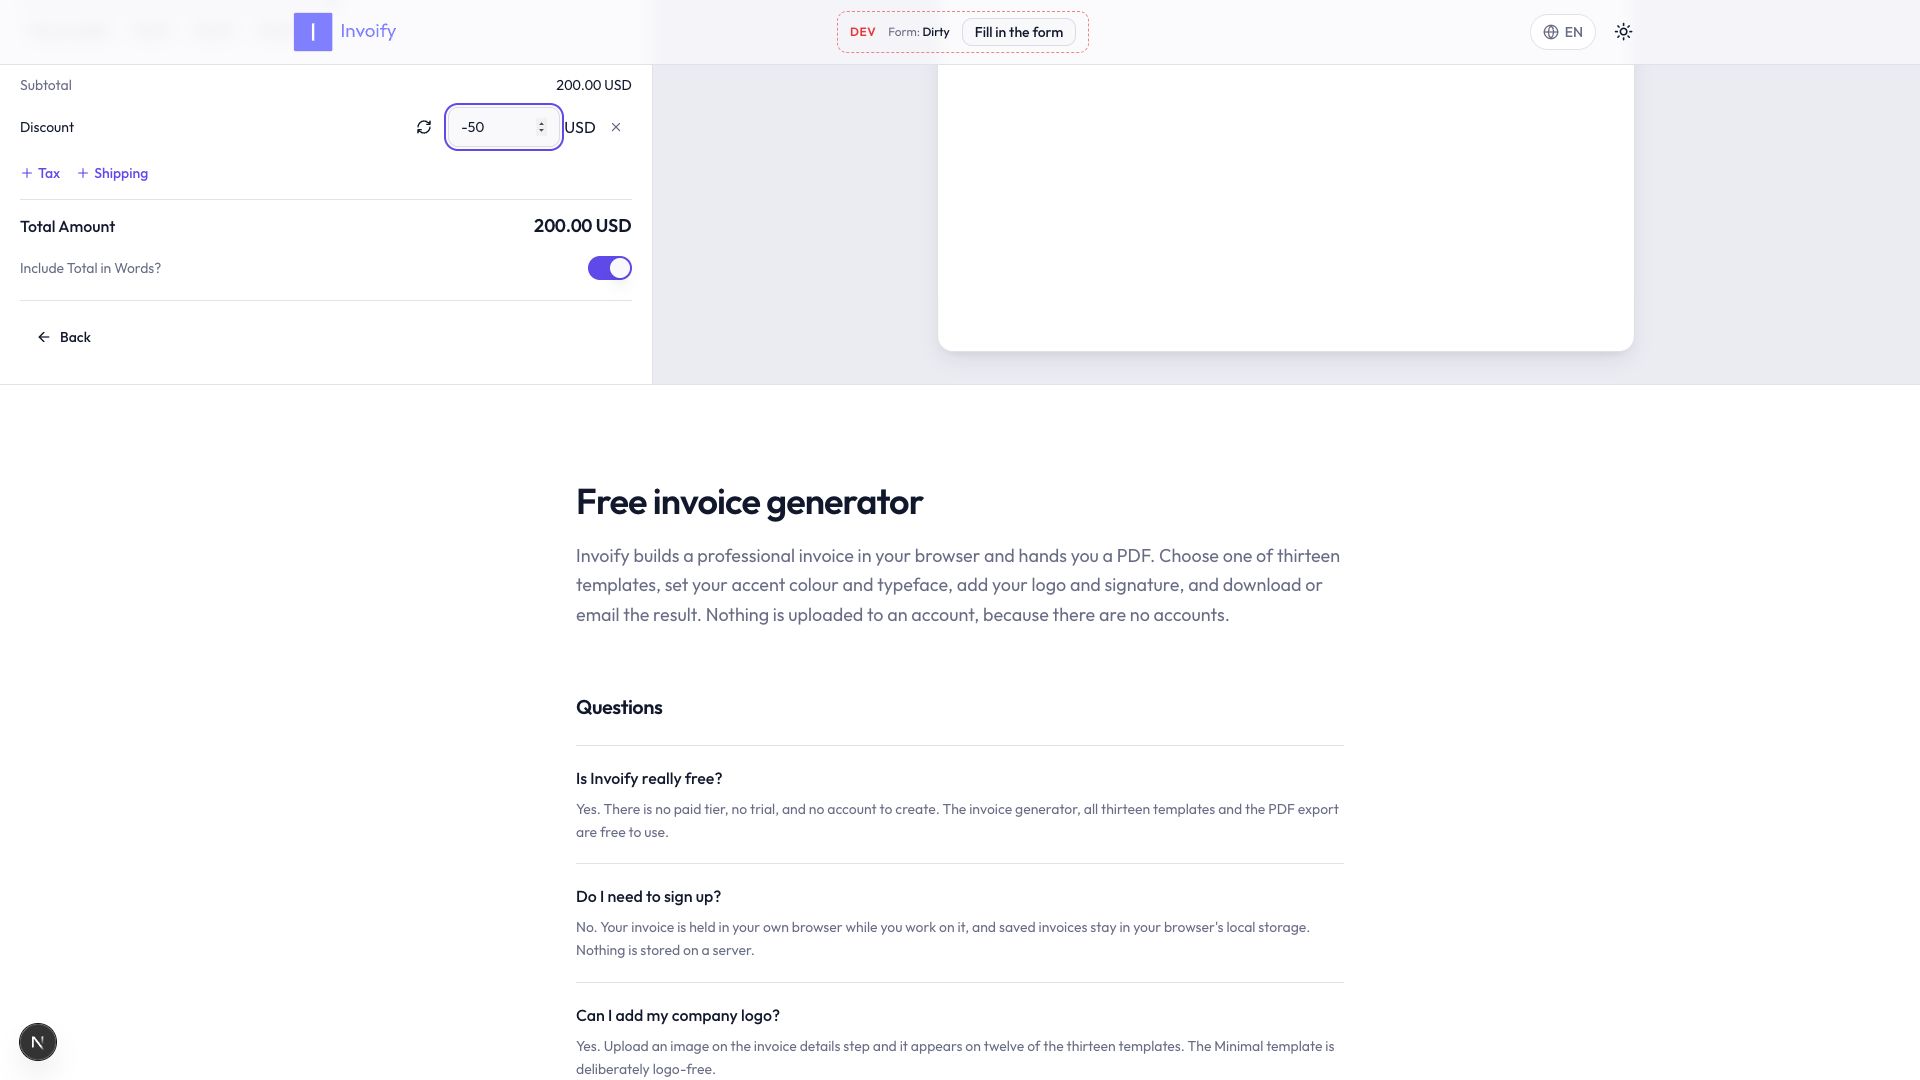 Invoify
DEV Form: Dirty Fill in the form
EN
Subtotal 200.00 USD
Discount -50 USD
Tax Shipping
Total Amount 200.00 USD
Include Total in Words?
Back
Free invoice generator
Invoify builds a professional invoice in your browser and hands you a PDF. Choose one of thirteen
templates, set your accent colour and typeface, add your logo and signature, and download or
email the result. Nothing is uploaded to an account, because there are no accounts.
Questions
Is Invoify really free?
Yes. There is no paid tier, no trial, and no account to create. The invoice generator, all thirteen templates and the PDF export
are free to use.
Do I need to sign up?
No. Your invoice is held in your own browser while you work on it, and saved invoices stay in your browser's local storage.
Nothing is stored on a server.
Can I add my company logo?
Yes. Upload an image on the invoice details step and it appears on twelve of the thirteen templates. The Minimal template is
deliberately logo-free.